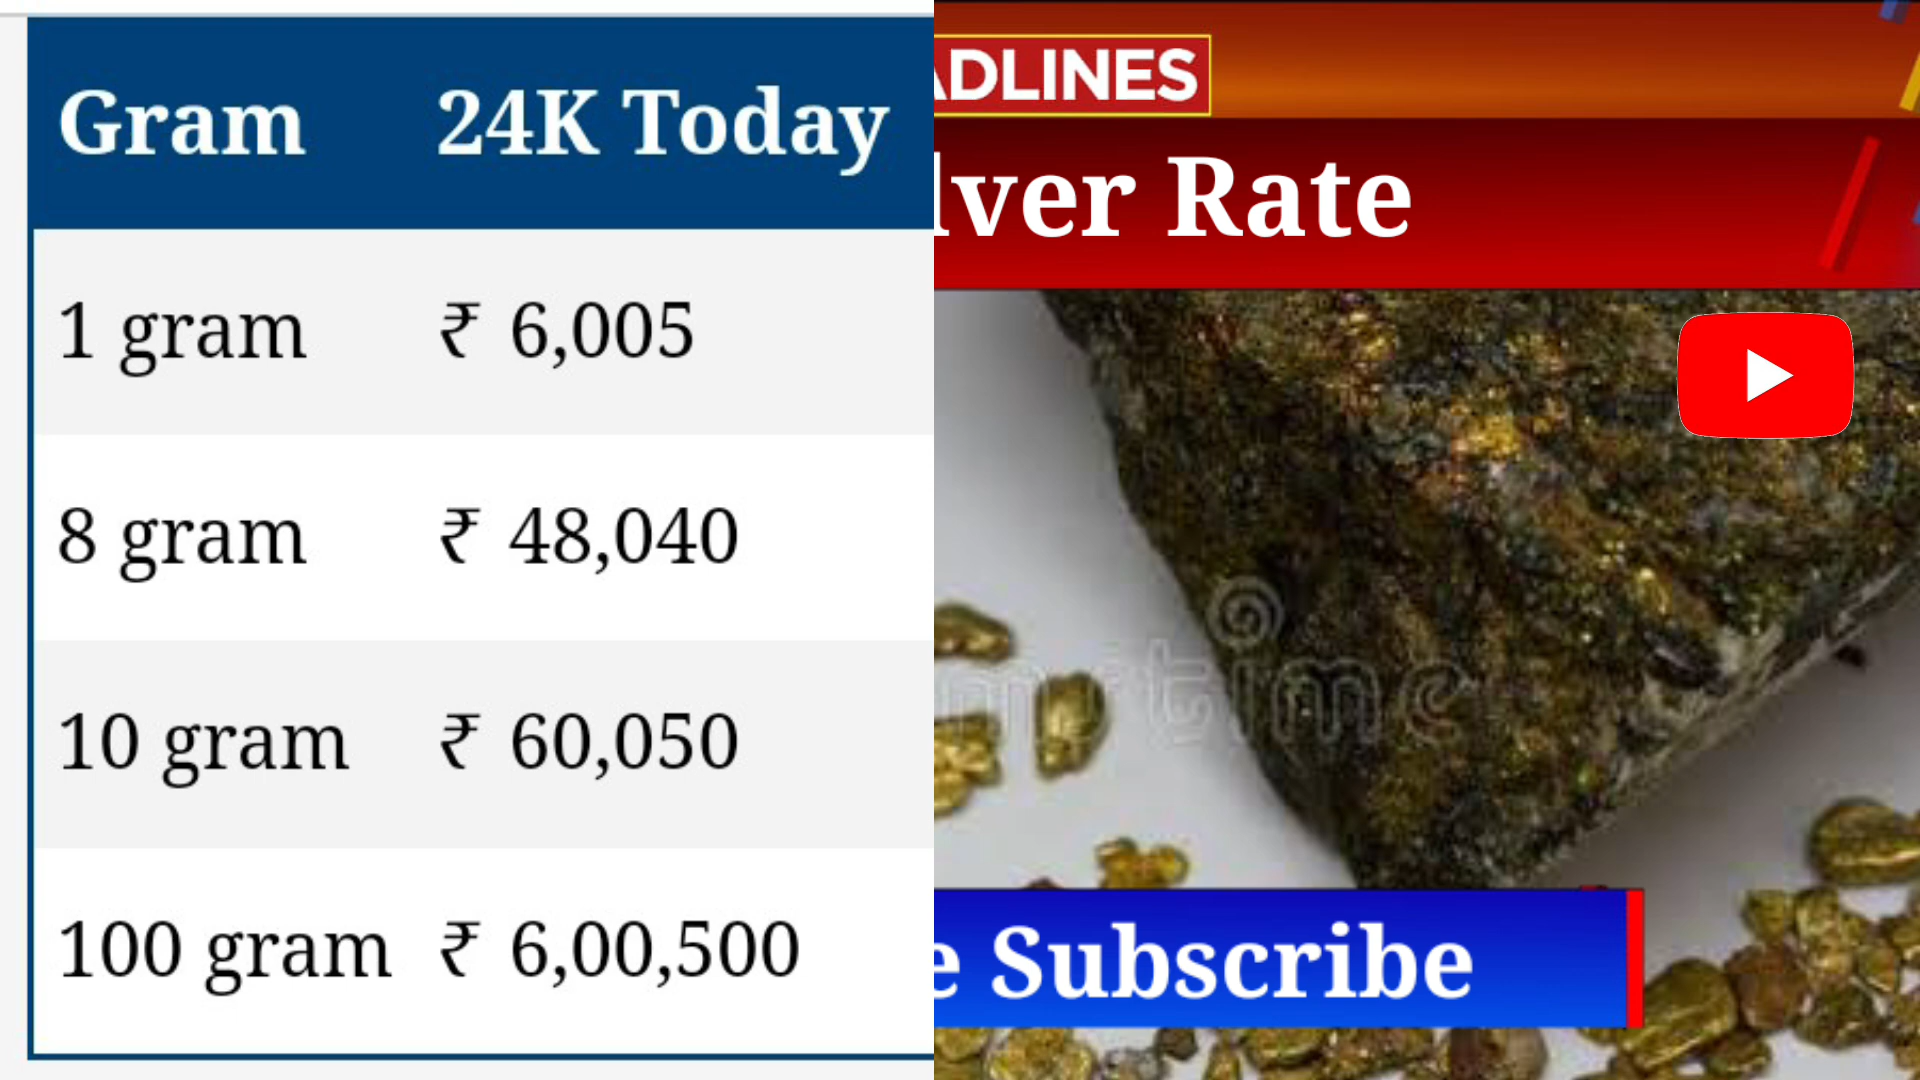 Gram 24K Today
1 gram ₹ 6,005
8 gram ₹ 48,040
10 gram ₹ 60,050
100 gram ₹ 6,00,500
ADLINES
lver Rate
e Subscribe